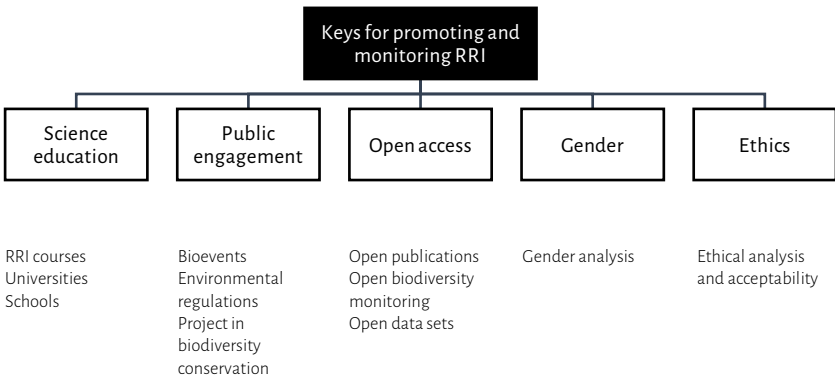 Keys for promoting and
monitoring RRI
Science
education
Public
engagement
Open access
Gender
Ethics
RRI courses
Universities
Schools
Bioevents
Environmental
regulations
Project in
biodiversity
conservation
Open publications
Open biodiversity
monitoring
Open data sets
Gender analysis
Ethical analysis
and acceptability